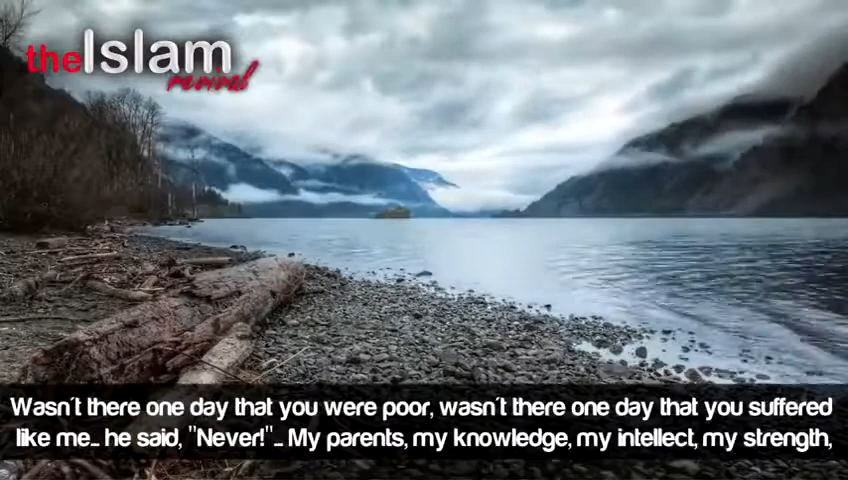 theIslam
revival
Wasn't there one day that you were poor, wasn't there one day that you suffered
like me... he said, "Never!"... My parents, my knowledge, my intellect, my strength,